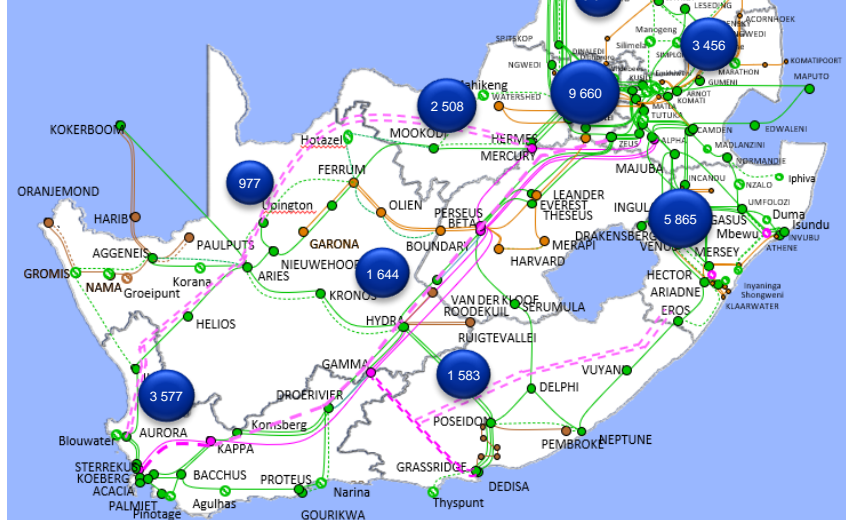 LESEDING
ACORNHOEK
SPITSKOP
Manogeng
Silimela
3 456
DINALEDI
NGWEDI
KOMATIPOORT
MARATHON
GUMENI
MAPUTO
Mahikeng
WATERSHED
2 508
9 660
ARNOT
KOMATI
TUTUKA
KOKERBOOM
Hotazel
MOOKODI
HERMES
MERCURY
ZEUS
ALPHA
CAMDEN
EDWALENI
MADLANZINI
MAJUBA
NORMANDIE
FERRUM
977
INCANDU
NZALO
Iphiva
ORANJEMOND
Upington
OLIEN
LEANDER
EVEREST
THESEUS
UMFOLOZI
HARIB
PERSEUS
BETA
5 865
Duma
Mbewu
Isundu
INVUBU
ATHENE
PAULPUTS
GARONA
BOUNDARY
MERAPI
DRAKENSBERG
AGGENEIS
NIEUWEHOOP
HARVARD
MERSEY
GROMIS
Korana
ARIES
1 644
HECTOR
NAMA
Groeipunt
KRONOS
ARIADNE
Inyaninga
Shongweni
KLAARWATER
VAN DER KLOOF
SERUMULA
ROODEKUIL
EROS
HELIOS
HYDRA
RUIGTEVALLEI
GAMMA
1 583
VUYANI
3 577
DROERIVIER
DELPHI
Blouwater
AURORA
Komsberg
POSEIDON
KAPPA
PEMBROKE
NEPTUNE
STERREKUS
KOEBERG
ACACIA
BACCHUS
PROTEUS
GRASSRIDGE
DEDISA
PALMIET
Pinotage
Agulhas
Narina
GOURIKWA
Thyspunt